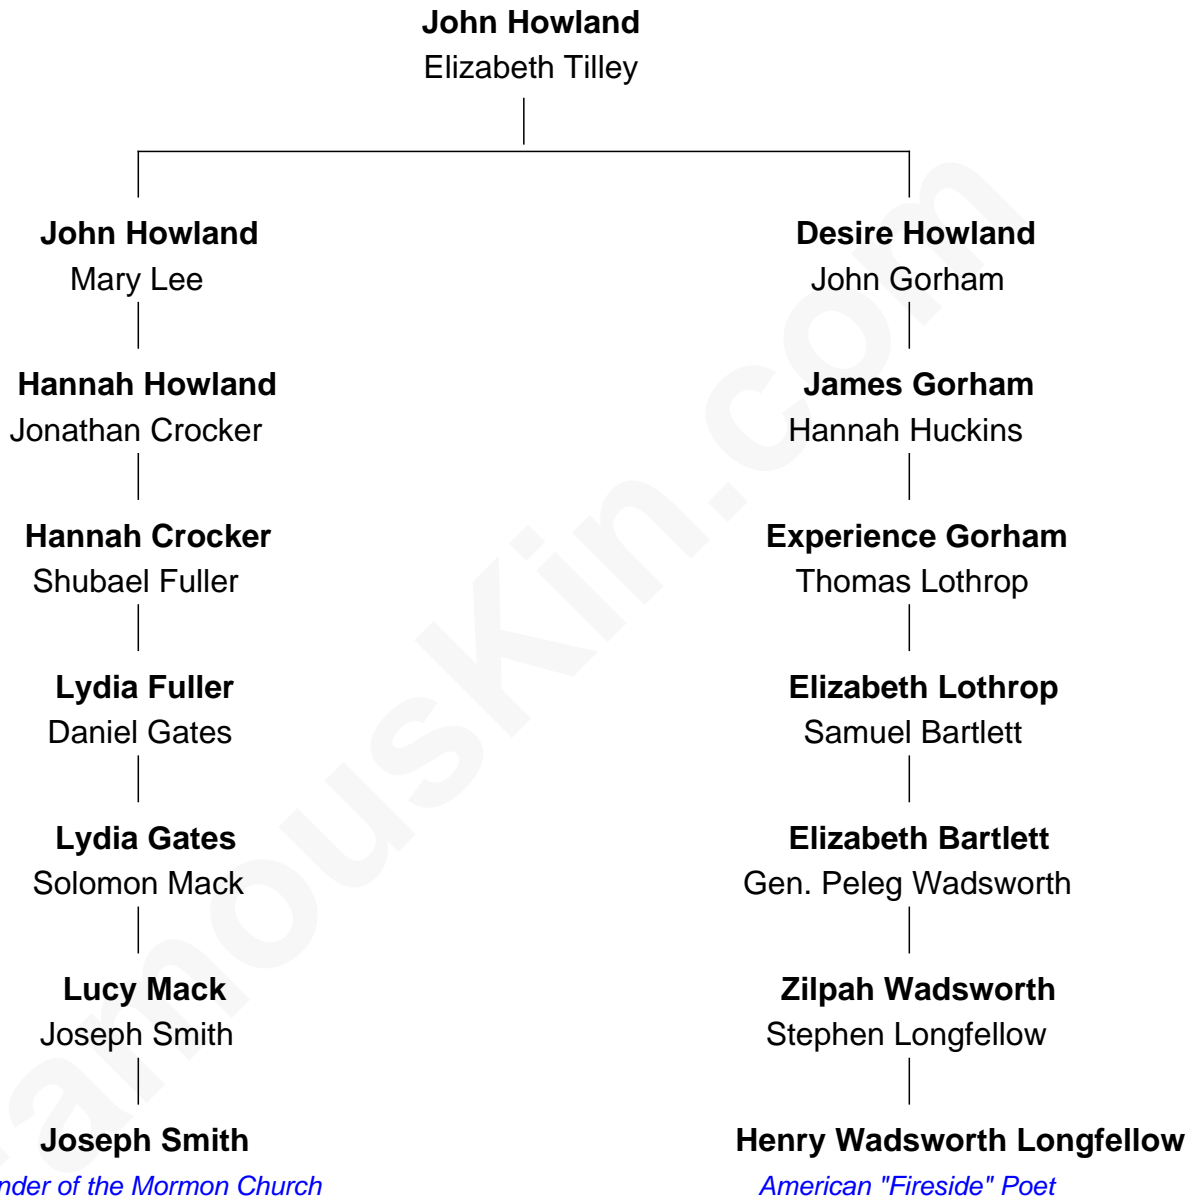 John Howland
Elizabeth Tilley
John Howland
Mary Lee
Desire Howland
John Gorham
Hannah Howland
Jonathan Crocker
James Gorham
Hannah Huckins
Hannah Crocker
Shubael Fuller
Experience Gorham
Thomas Lothrop
Lydia Fuller
Daniel Gates
Elizabeth Lothrop
Samuel Bartlett
Lydia Gates
Solomon Mack
Elizabeth Bartlett
Gen. Peleg Wadsworth
Lucy Mack
Joseph Smith
Zilpah Wadsworth
Stephen Longfellow
Joseph Smith
nder of the Mormon Church
Henry Wadsworth Longfellow
American "Fireside" Poet
amousKin.com